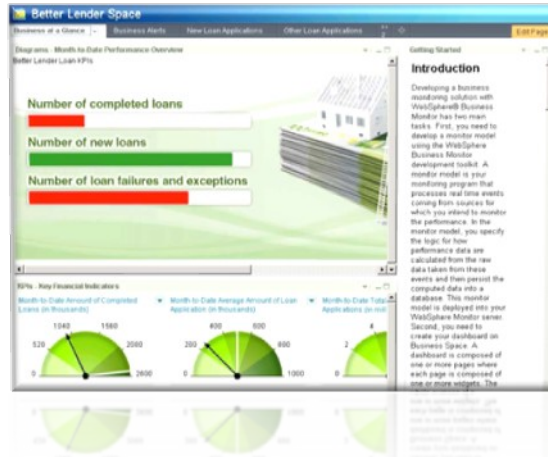 Better Lender Space
Business at a Glance
Business Alerts
New Loan Applications
Other Loan Applications
Edit Page
Diagrams - Month-to-Date Performance Overview
Better Lender Loan KPIs
Number of completed loans
Number of new loans
Number of loan failures and exceptions
KPIs - Key Financial Indicators
Month-to-Date Amount of Completed
Loans (in thousands)
520
1040
1560
2080
0
2600
Month-to-Date Average Amount of Loan
Application (in thousands)
200
400
600
800
0
1000
Month-to-Date Total
Applications (in mill
2
4
0
Getting Started
Introduction
Developing a business
monitoring solution with
WebSphere® Business
Monitor has two main
tasks. First, you need to
develop a monitor model
using the WebSphere
Business Monitor
development toolkit. A
monitor model is your
monitoring program that
processes real time events
coming from sources for
which you intend to monitor
the performance. In the
monitor model, you specify
the logic for how
performance data are
calculated from the raw
data taken from these
events and then persist the
computed data into a
database. This monitor
model is deployed into your
WebSphere Monitor server.
Second, you need to
create your dashboard on
Business Space. A
dashboard is composed of
one or more pages where
each page is composed of
one or more widgets. The